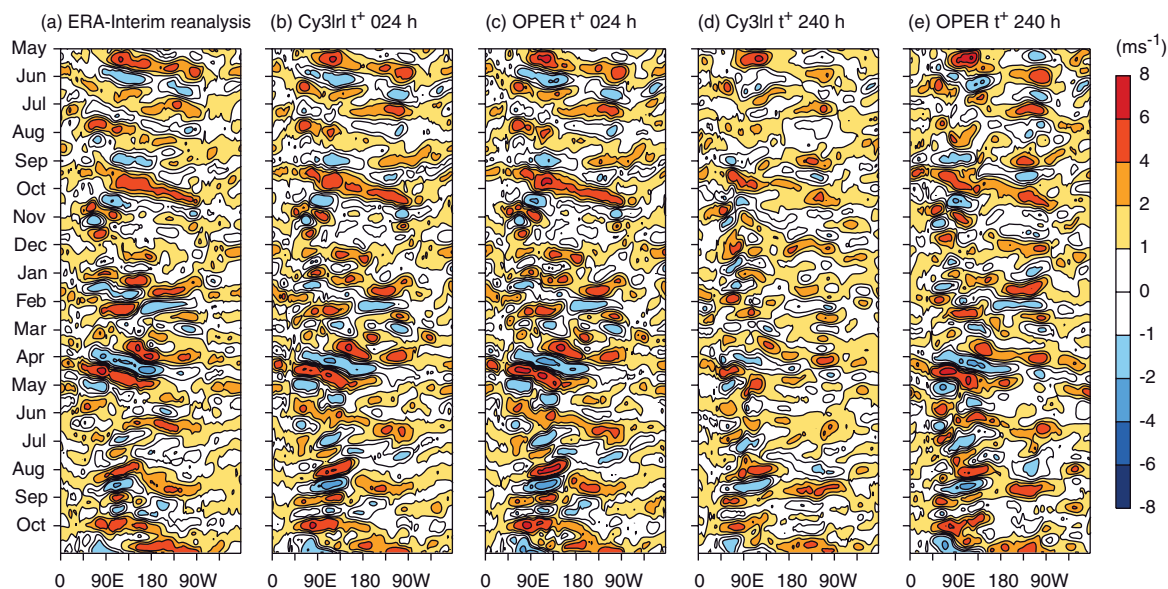 (a) ERA-Interim reanalysis (b) Cy3lrl t+ 024 h (c) OPER t+ 024 h (d) Cy3lrl t+ 240 h (e) OPER t+ 240 h
(ms-1)
May
Jun
Jul
Aug
Sep
Oct
Nov
Dec
Jan
Feb
Mar
Apr
May
Jun
Jul
Aug
Sep
Oct
0 90E 180 90W 0 90E 180 90W 0 90E 180 90W 0 90E 180 90W 0 90E 180 90W
8
6
4
2
1
0
-1
-2
-4
-6
-8